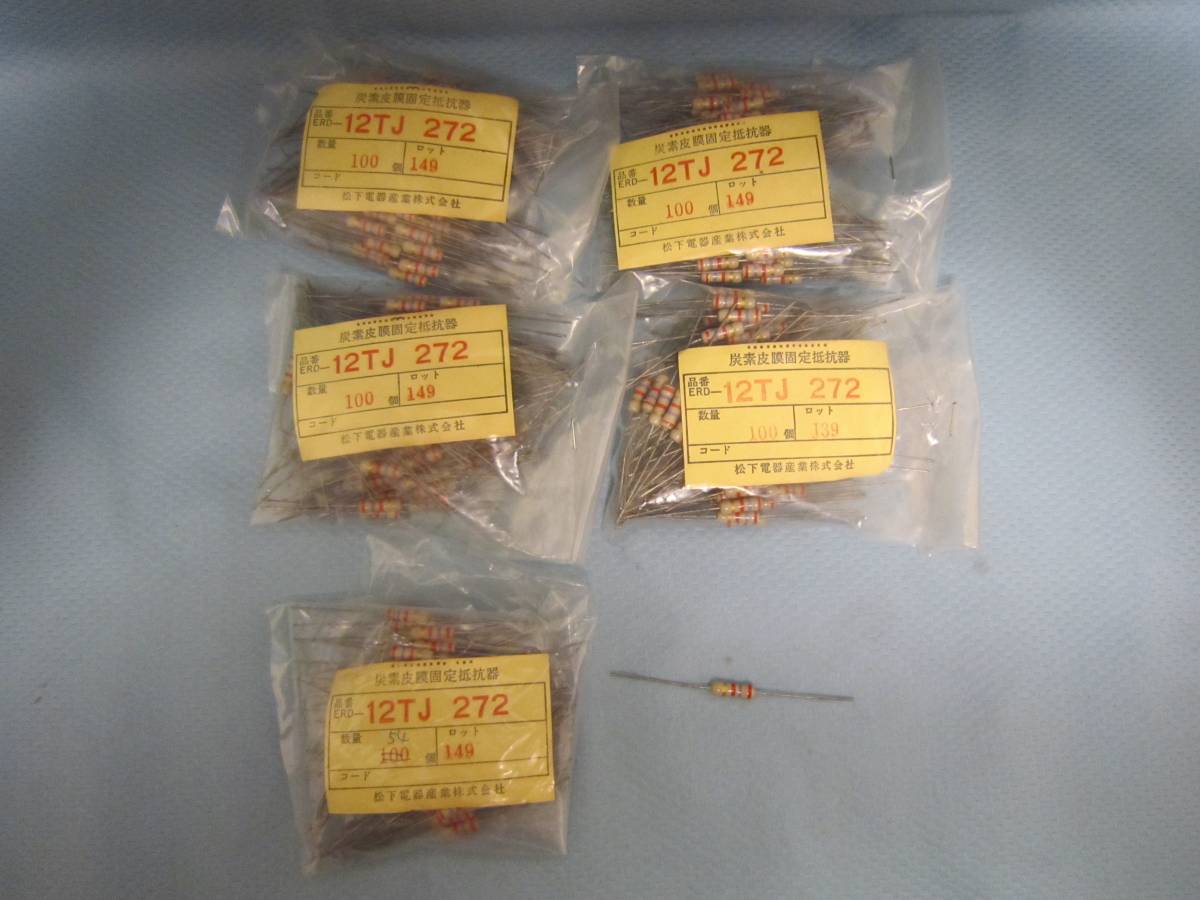 炭素皮膜固定抵抗器
品番
ERD—12TJ 272
数量 ロット
100 個 149
コード
松下電器産業株式会社
炭素皮膜固定抵抗器
品番
ERD—12TJ 272
数量 ロット
100 個 149
コード
松下電器産業株式会社
炭素皮膜固定抵抗器
品番
ERD—12TJ 272
数量 ロット
100 個 149
コード
松下電器産業株式会社
炭素皮膜固定抵抗器
品番
ERD—12TJ 272
数量 ロット
100 個 139
コード
松下電器産業株式会社
炭素皮膜固定抵抗器
品番
ERD—12TJ 272
数量 54 ロット
100 個 149
コード
松下電器産業株式会社